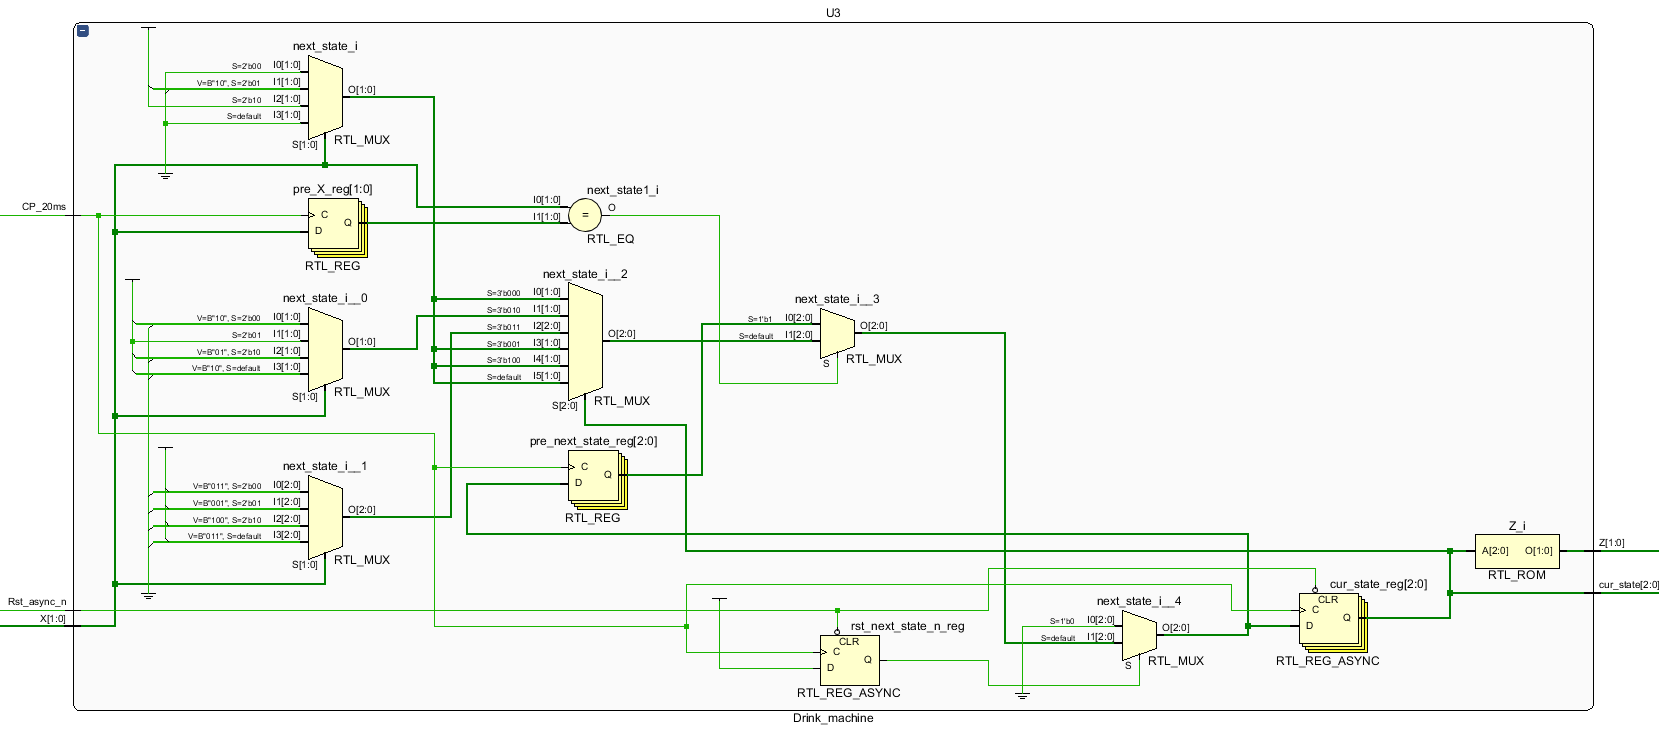 U3
next_state_i
S=2'b00 I0[1:0]
V=B"10", S=2'b01 I1[1:0]
S=2'b10 I2[1:0]
S=default I3[1:0]
O[1:0]
S[1:0]
RTL_MUX
pre_X_reg[1:0]
CP_20ms
C
D
Q
RTL_REG
next_state1_i
I0[1:0]
I1[1:0]
=
O
RTL_EQ
next_state_i__0
V=B"10", S=2'b00 I0[1:0]
S=2'b01 I1[1:0]
V=B"01", S=2'b10 I2[1:0]
V=B"10", S=default I3[1:0]
O[1:0]
S[1:0]
RTL_MUX
next_state_i__2
S=3'b000 I0[1:0]
S=3'b010 I1[1:0]
S=3'b011 I2[2:0]
S=3'b001 I3[1:0]
S=3'b100 I4[1:0]
S=default I5[1:0]
O[2:0]
S[2:0]
RTL_MUX
next_state_i__3
S=1'b1 I0[2:0]
S=default I1[2:0]
O[2:0]
S
RTL_MUX
next_state_i__1
V=B"011", S=2'b00 I0[2:0]
V=B"001", S=2'b01 I1[2:0]
V=B"100", S=2'b10 I2[2:0]
V=B"011", S=default I3[2:0]
O[2:0]
S[1:0]
RTL_MUX
pre_next_state_reg[2:0]
C
D
Q
RTL_REG
Z_i
A[2:0] O[1:0]
RTL_ROM
Z[1:0]
cur_state[2:0]
Rst_async_n
X[1:0]
rst_next_state_n_reg
CLR
C
D
Q
RTL_REG_ASYNC
next_state_i__4
S=1'b0 I0[2:0]
S=default I1[2:0]
O[2:0]
S
RTL_MUX
cur_state_reg[2:0]
CLR
C
D
Q
RTL_REG_ASYNC
Drink_machine